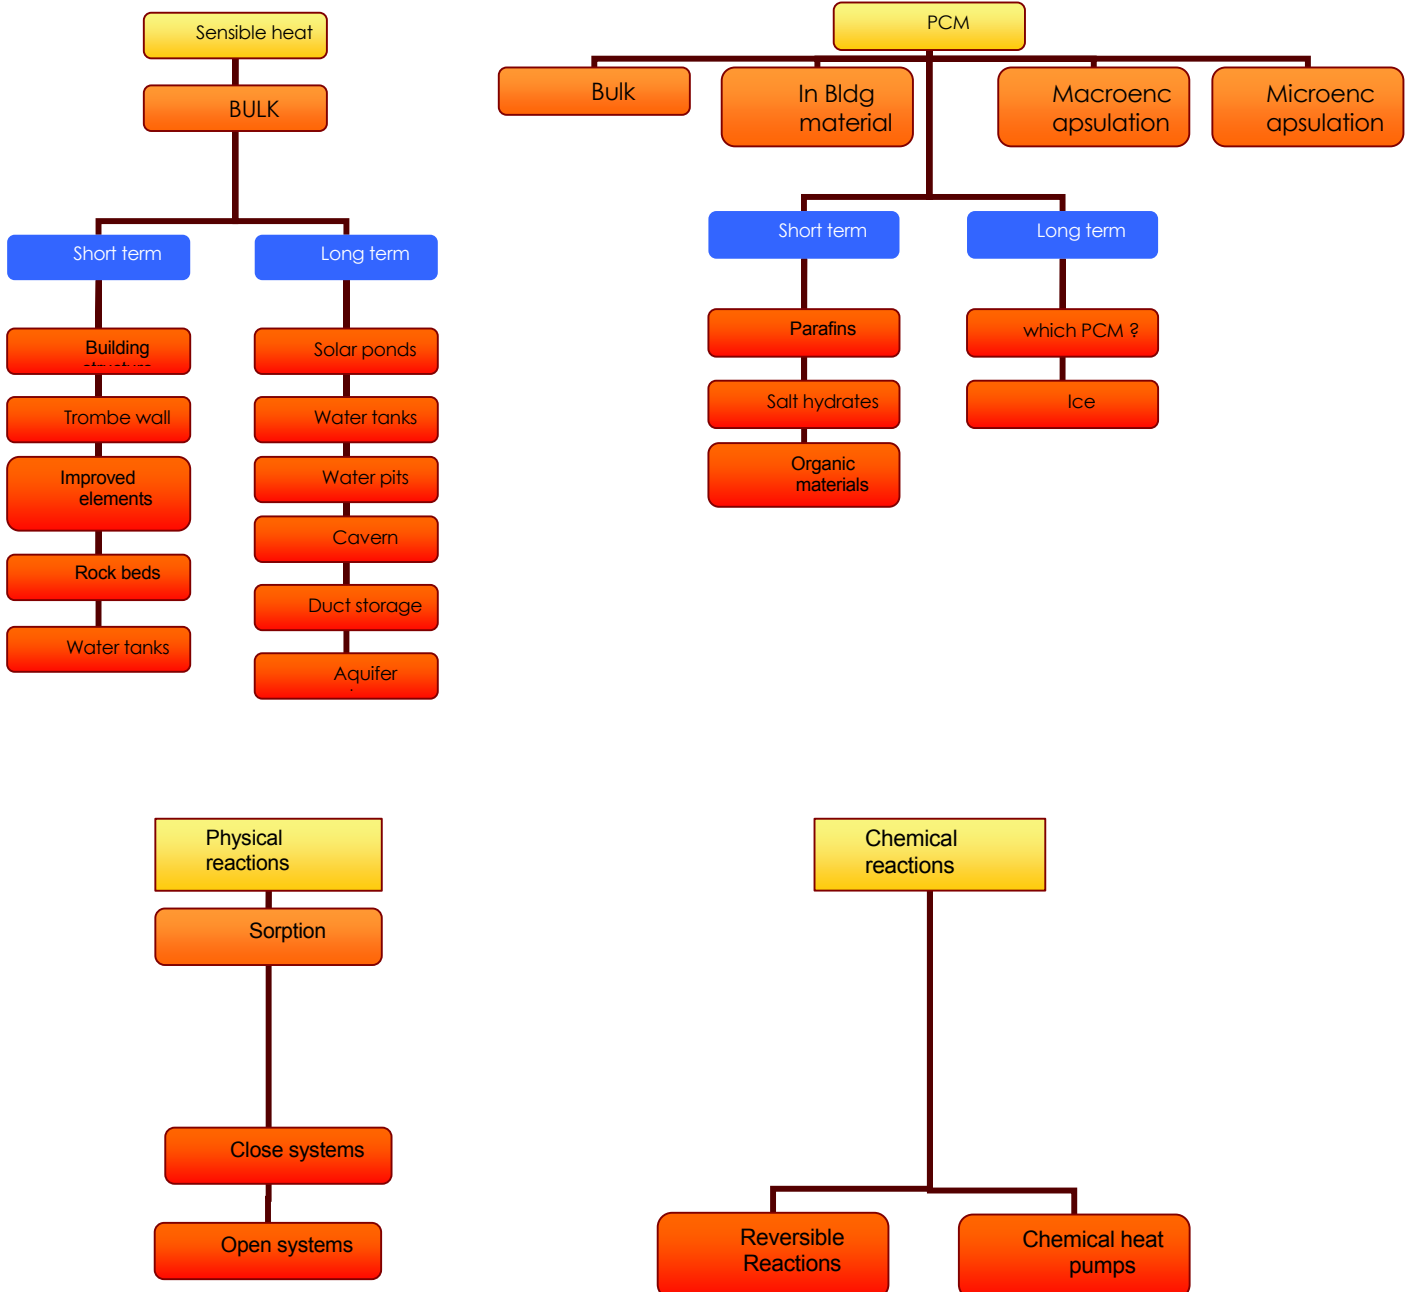 Sensible heat
BULK
Short term
Long term
Building
Trombe wall
Improved
elements
Rock beds
Water tanks
Solar ponds
Water tanks
Water pits
Cavern
Duct storage
Aquifer
PCM
Bulk
In Bldg
material
Macroenc
apsulation
Microenc
apsulation
Short term
Long term
Parafins
Salt hydrates
Organic
materials
which PCM ?
Ice
Physical
reactions
Sorption
Close systems
Open systems
Chemical
reactions
Reversible
Reactions
Chemical heat
pumps